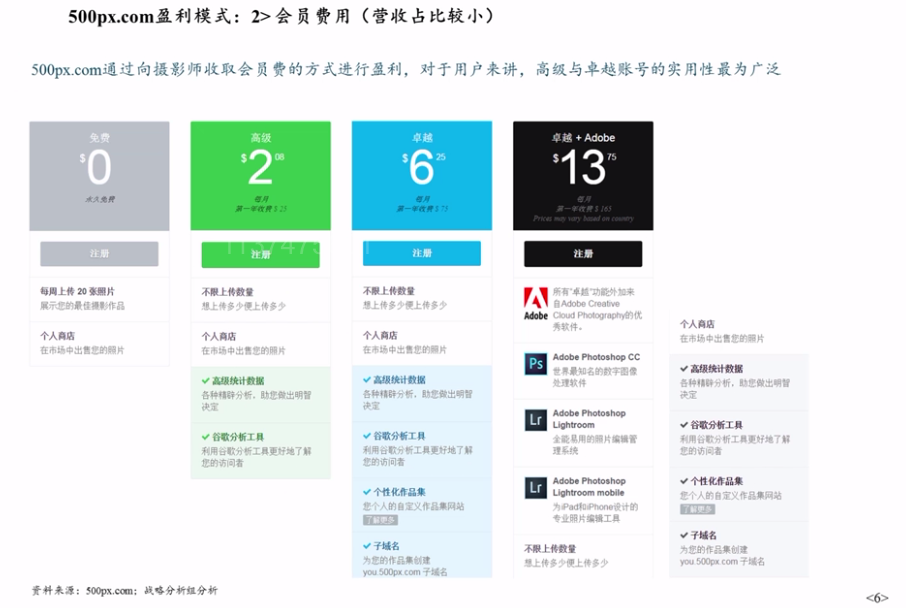 500px.com盈利模式：2> 会员费用（营收占比较小）
500px.com通过向摄影师收取会员费的方式进行盈利，对于用户来讲，高级与卓越账号的实用性最为广泛
免费
$0
永久免费
注册
每周上传 20 张照片
展示您的最佳摄影作品
个人商店
在市场中出售您的照片
高级
$2 08
每月
第一年收费 $ 25
注册
不限上传数量
想上传多少便上传多少
个人商店
在市场中出售您的照片
高级统计数据
各种精辟分析，助您做出明智
决定
谷歌分析工具
利用谷歌分析工具更好地了解
您的访问者
卓越
$6 25
每月
第一年收费 $ 75
注册
不限上传数量
想上传多少便上传多少
个人商店
在市场中出售您的照片
高级统计数据
各种精辟分析，助您做出明智
决定
谷歌分析工具
利用谷歌分析工具更好地了解
您的访问者
个性化作品集
您个人的自定义作品集网站
了解更多
子域名
为您的作品集创建
you.500px.com 子域名
卓越 + Adobe
$13 75
每月
第一年收费 $ 165
Prices may vary based on country
注册
Adobe
所有“卓越”功能外加来
自Adobe Creative
Cloud Photography的优
秀软件。
Ps
Adobe Photoshop CC
世界最知名的数字图像
处理软件
Lr
Adobe Photoshop
Lightroom
全能易用的照片编辑管
理系统
Lr
Adobe Photoshop
Lightroom mobile
为iPad和iPhone设计的
专业照片编辑工具
不限上传数量
想上传多少便上传多少
个人商店
在市场中出售您的照片
高级统计数据
各种精辟分析，助您做出明智
决定
谷歌分析工具
利用谷歌分析工具更好地了解
您的访问者
个性化作品集
您个人的自定义作品集网站
了解更多
子域名
为您的作品集创建
you.500px.com 子域名
资料来源：500px.com；战略分析组分析
<6>